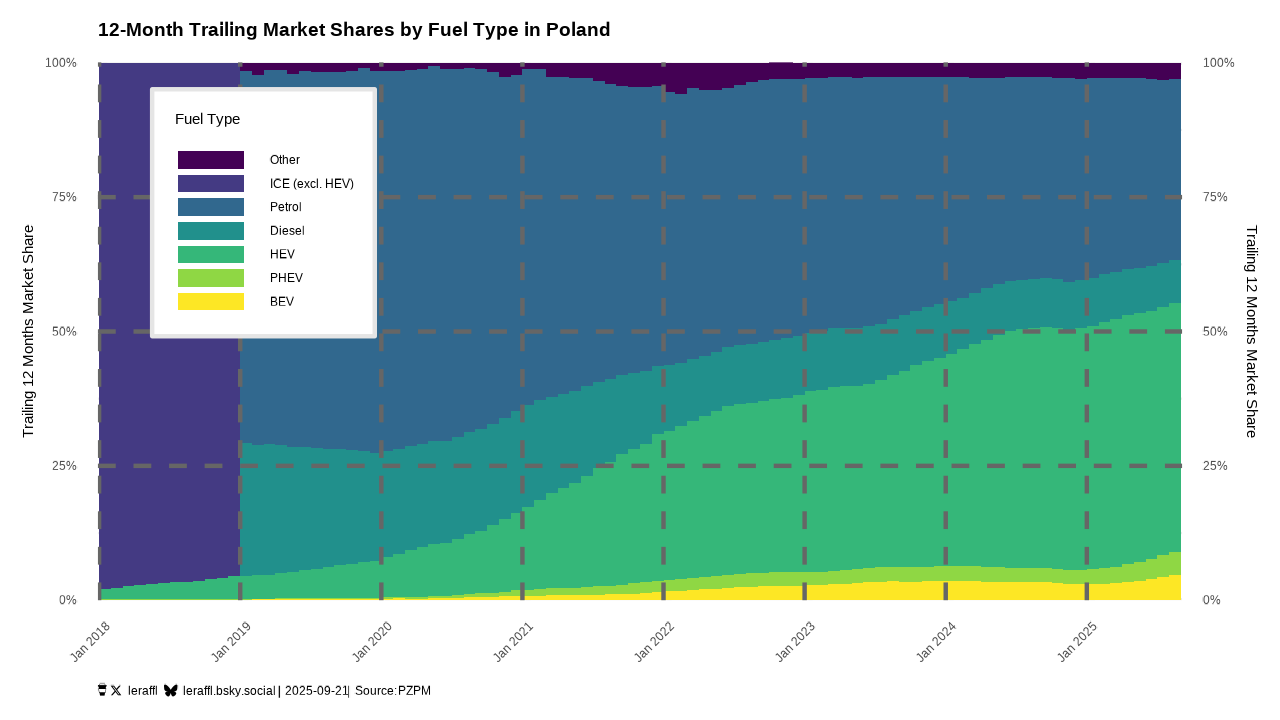 12-Month Trailing Market Shares by Fuel Type in Poland
100%
75%
50%
25%
0%
Trailing 12 Months Market Share
Fuel Type
Other
ICE (excl. HEV)
Petrol
Diesel
HEV
PHEV
BEV
100%
75%
50%
25%
0%
Trailing 12 Months Market Share
Jan 2018
Jan 2019
Jan 2020
Jan 2021
Jan 2022
Jan 2023
Jan 2024
Jan 2025
leraffl leraffl.bsky.social | 2025-09-21| Source:PZPM